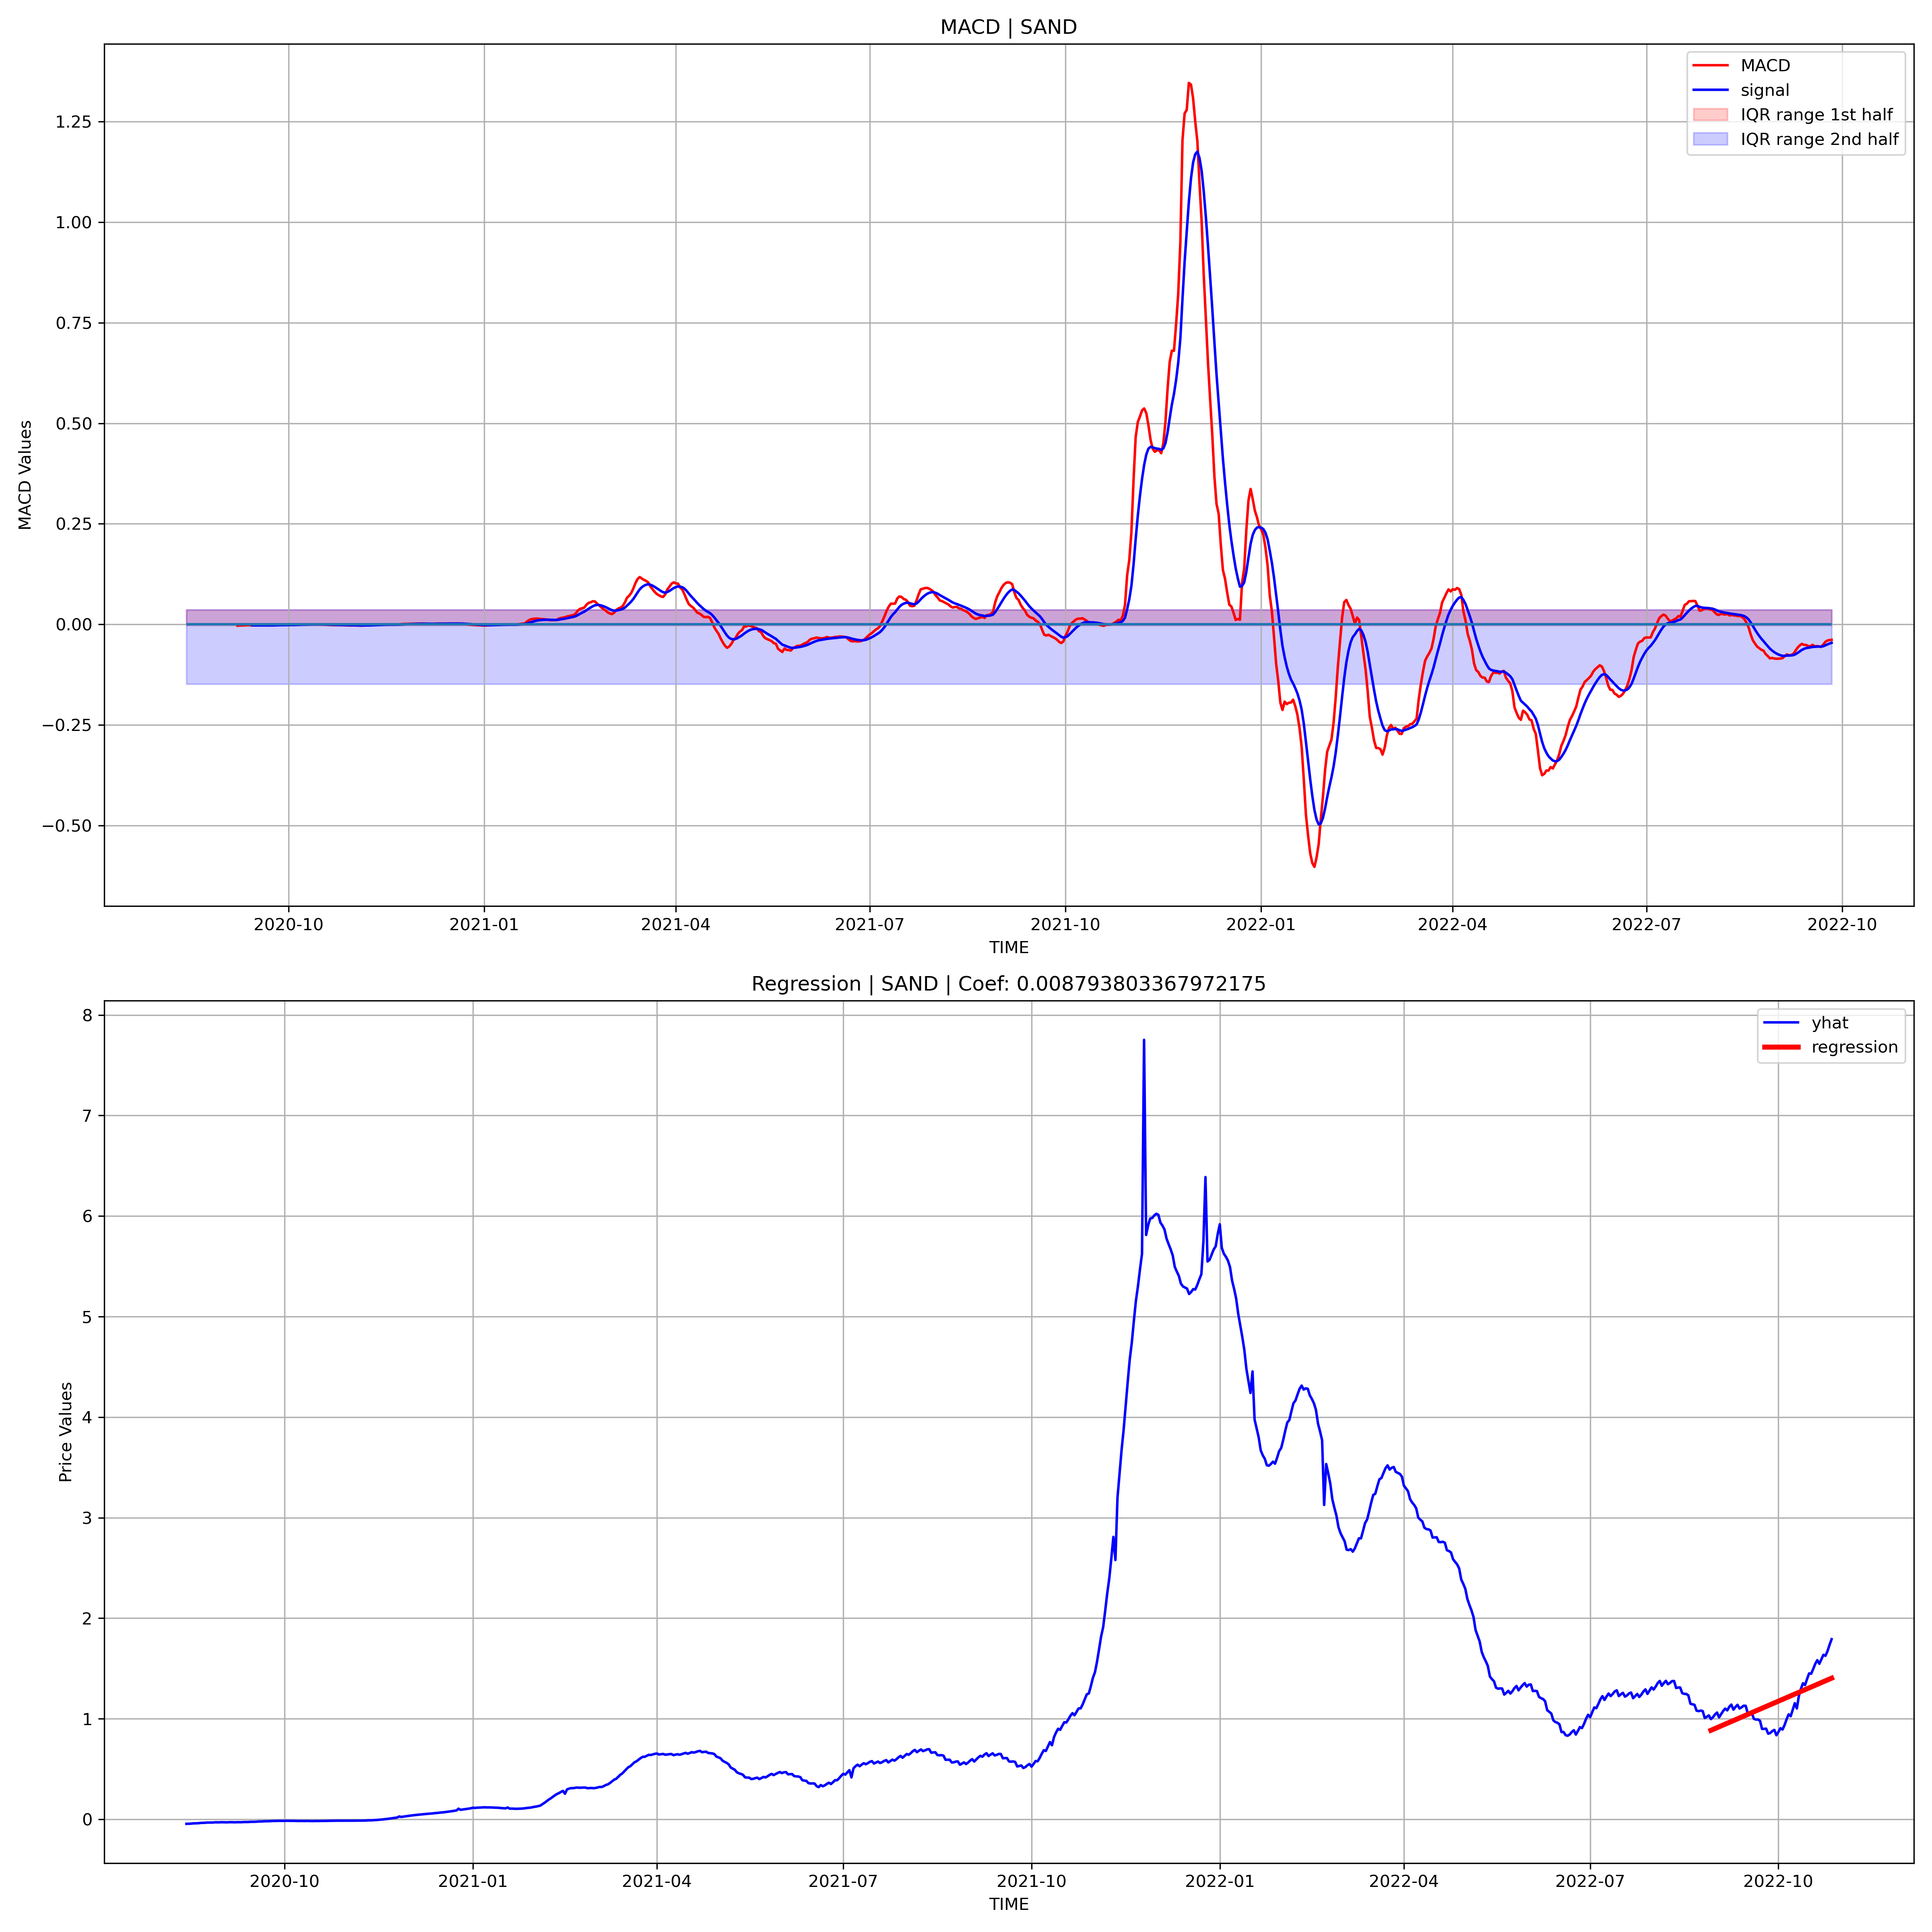 MACD | SAND
MACD
signal
IQR range 1st half
IQR range 2nd half
1.25
1.00
0.75
0.50
0.25
0.00
−0.25
−0.50
MACD Values
2020-10
2021-01
2021-04
2021-07
2021-10
2022-01
2022-04
2022-07
2022-10
TIME
Regression | SAND | Coef: 0.008793803367972175
yhat
regression
8
7
6
5
4
3
2
1
0
Price Values
2020-10
2021-01
2021-04
2021-07
2021-10
2022-01
2022-04
2022-07
2022-10
TIME